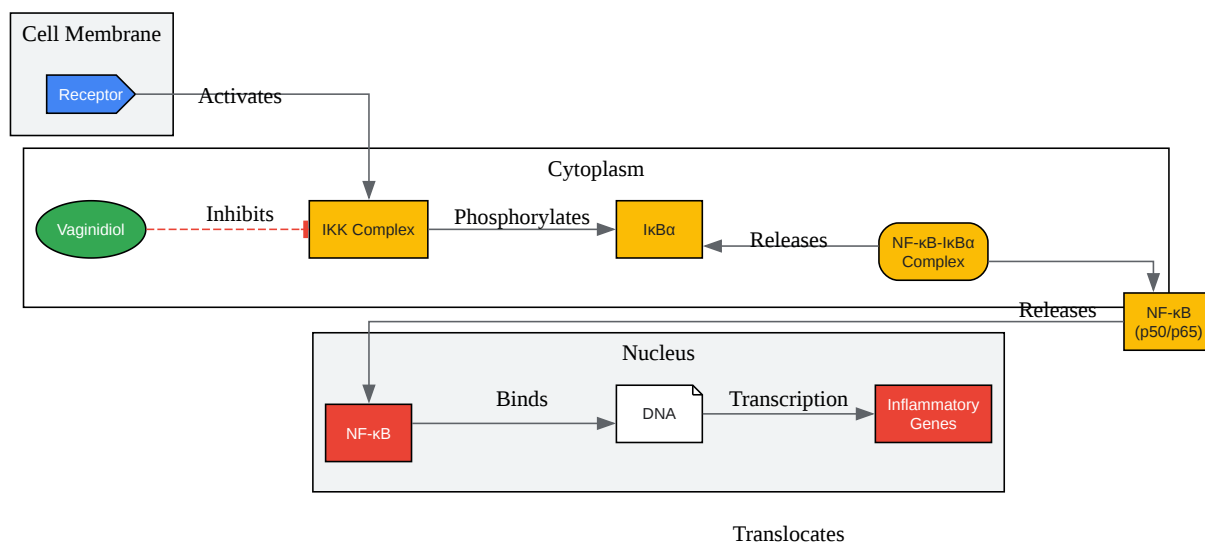 Cell Membrane
Receptor
Activates
Cytoplasm
Vaginidiol
Inhibits
IKK Complex
Phosphorylates
IκBα
Releases
NF-κB-IκBα
Complex
Releases
NF-κB
(p50/p65)
Nucleus
NF-κB
Binds
DNA
Transcription
Inflammatory
Genes
Translocates